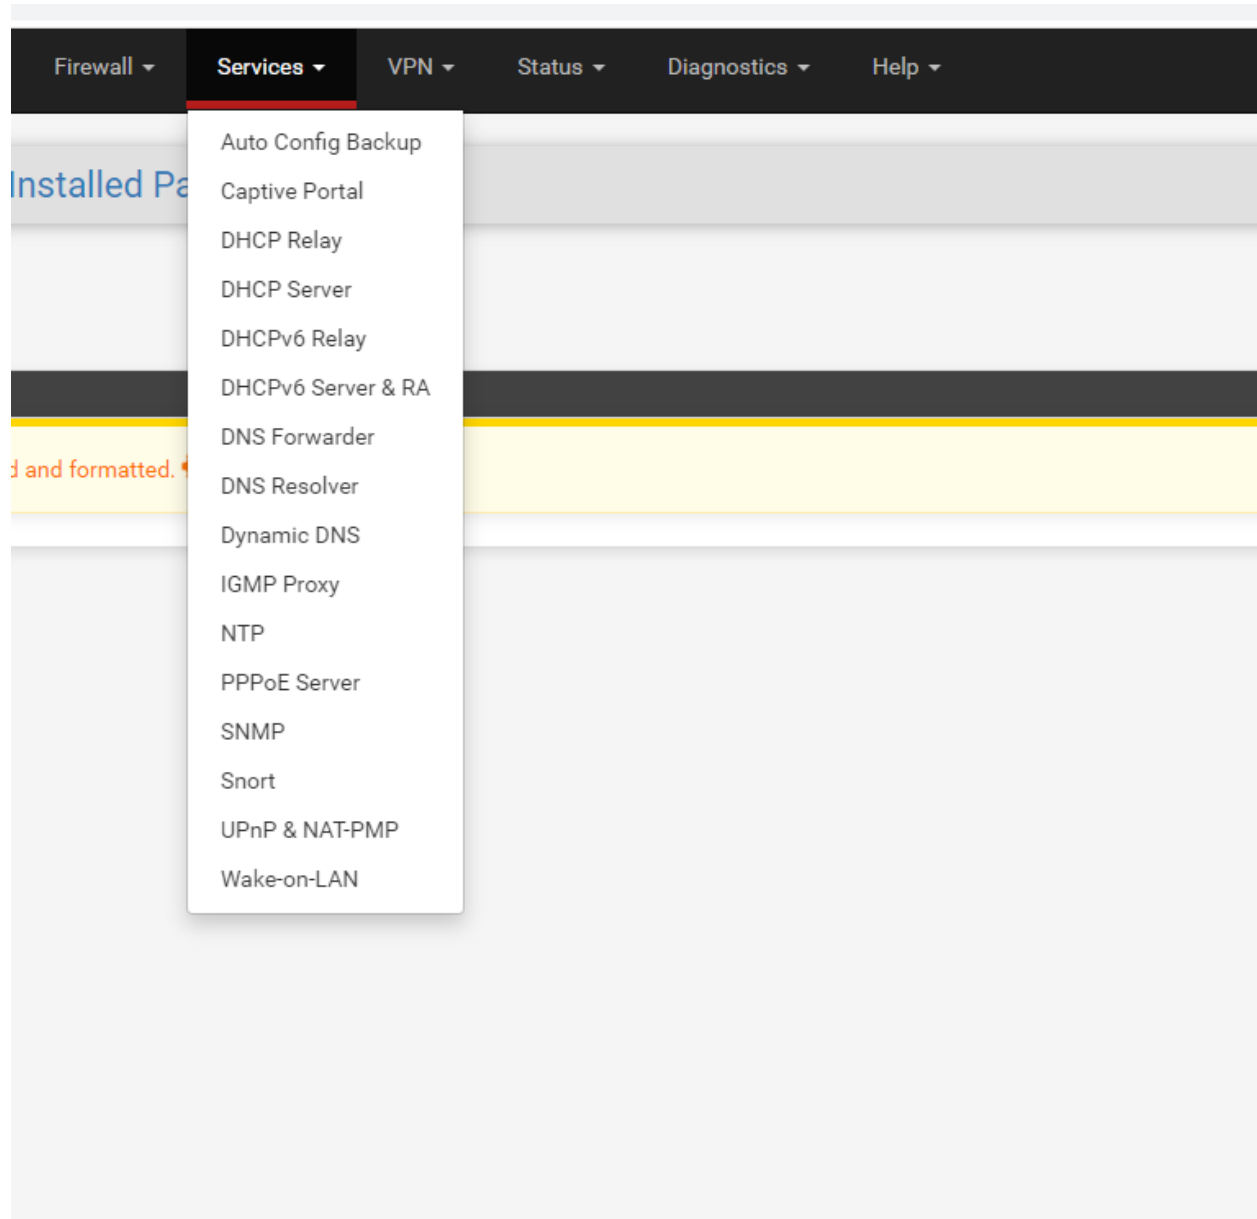 Firewall Services VPN Status Diagnostics Help
Installed Pa
d and formatted.
Auto Config Backup
Captive Portal
DHCP Relay
DHCP Server
DHCPv6 Relay
DHCPv6 Server & RA
DNS Forwarder
DNS Resolver
Dynamic DNS
IGMP Proxy
NTP
PPPoE Server
SNMP
Snort
UPnP & NAT-PMP
Wake-on-LAN